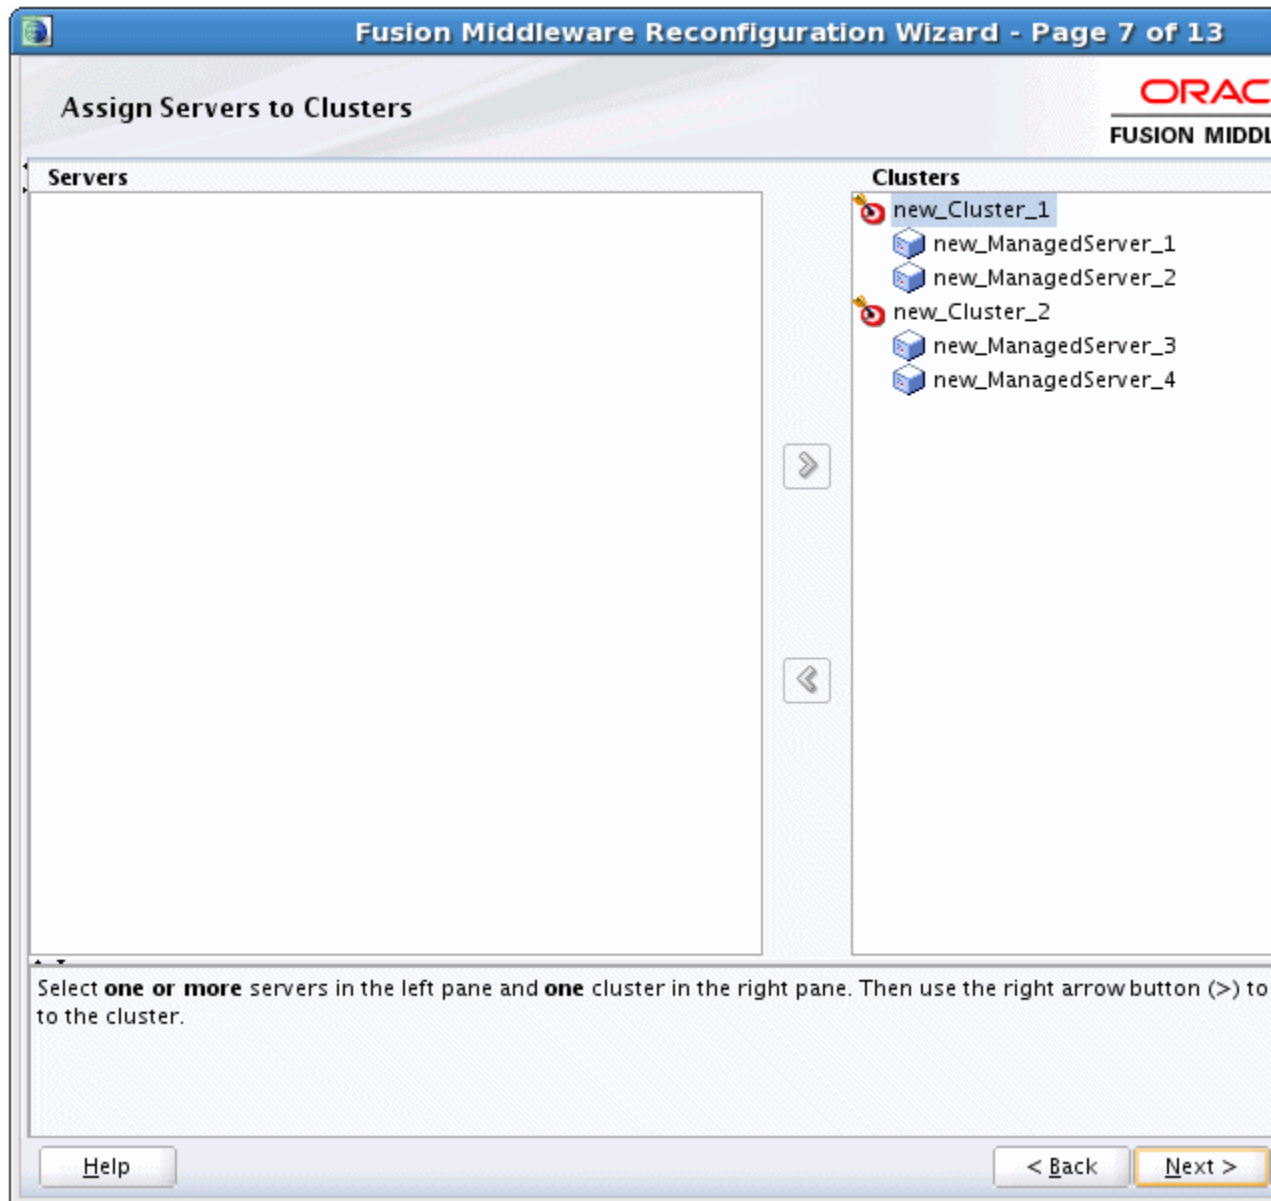 Fusion Middleware Reconfiguration Wizard - Page 7 of 13
Assign Servers to Clusters
ORAC
FUSION MIDDL
Servers
Clusters
new_Cluster_1
new_ManagedServer_1
new_ManagedServer_2
new_Cluster_2
new_ManagedServer_3
new_ManagedServer_4
Select one or more servers in the left pane and one cluster in the right pane. Then use the right arrow button (>) to
to the cluster.
Help
< Back
Next >